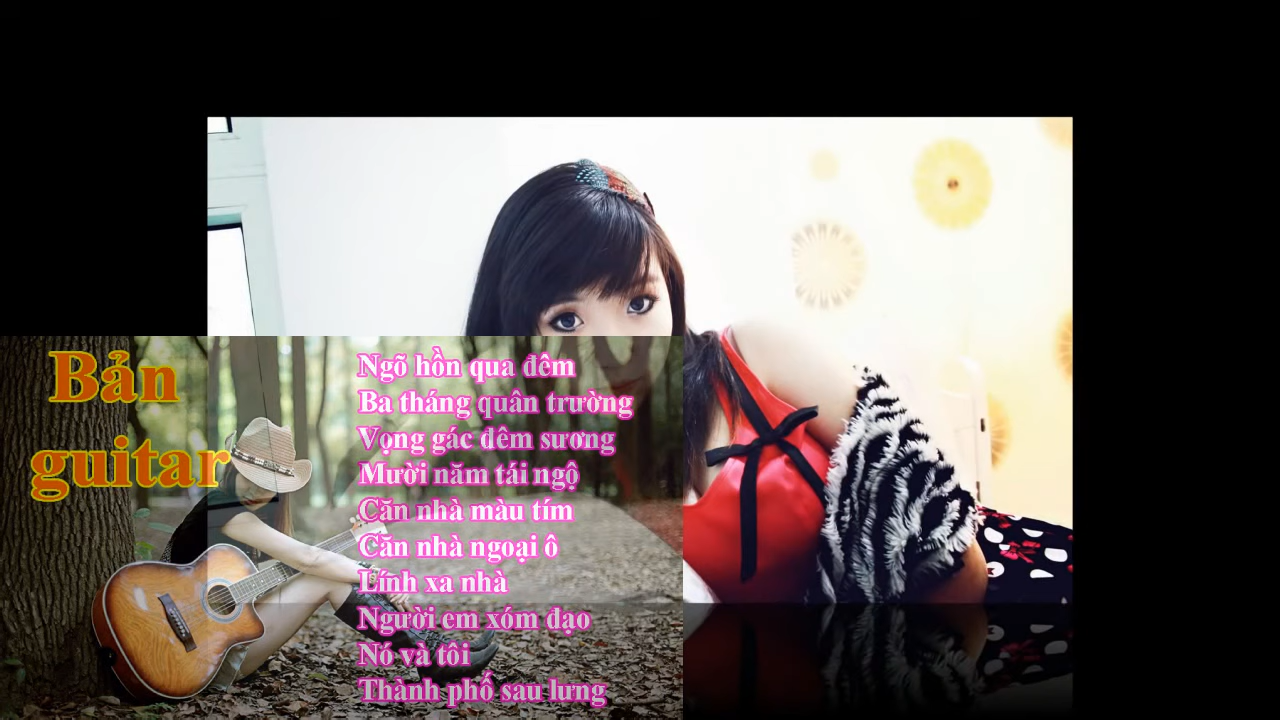 Bản
guitar
Ngõ hồn qua đêm
Ba tháng quân trường
Vọng gác đêm sương
Mười năm tái ngộ
Căn nhà màu tím
Căn nhà ngoại ô
Lính xa nhà
Người em xóm đạo
Nó và tôi
Thành phố sau lưng